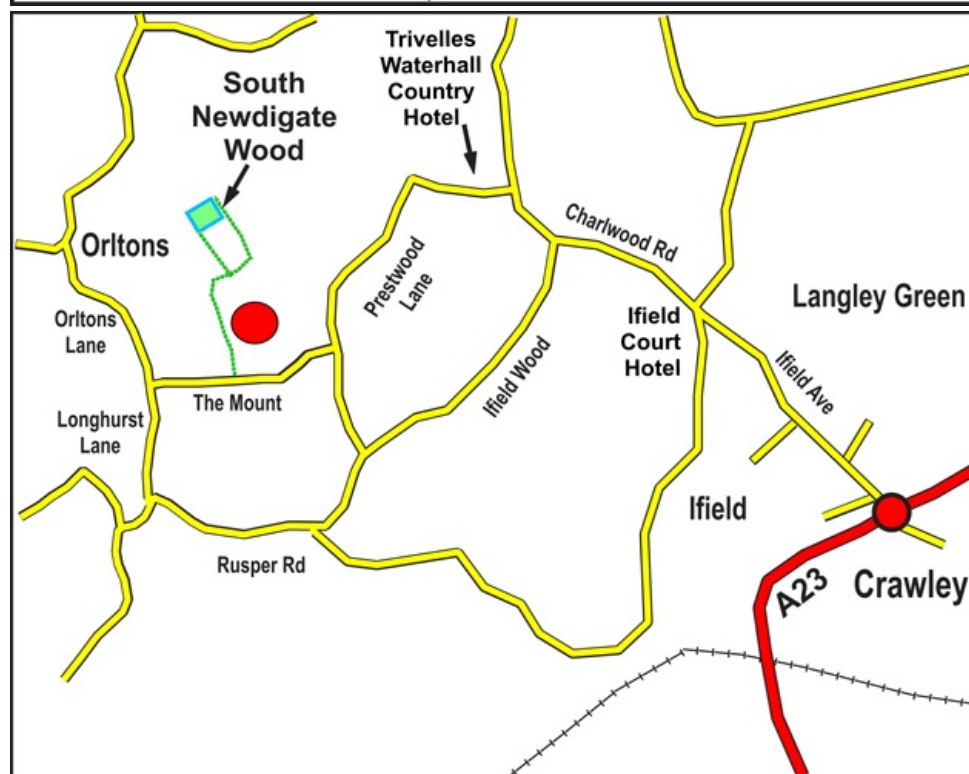 Trivelles
Waterhall
Country
Hotel
South
Newdigate
Wood
Charlwood Rd
Orltons
Prestwood
Lane
Langley Green
Orltons
Lane
Ifield
Court
Hotel
Ifield Wood
Ifield Ave
The Mount
Longhurst
Lane
Ifield
Rusper Rd
A23
Crawley